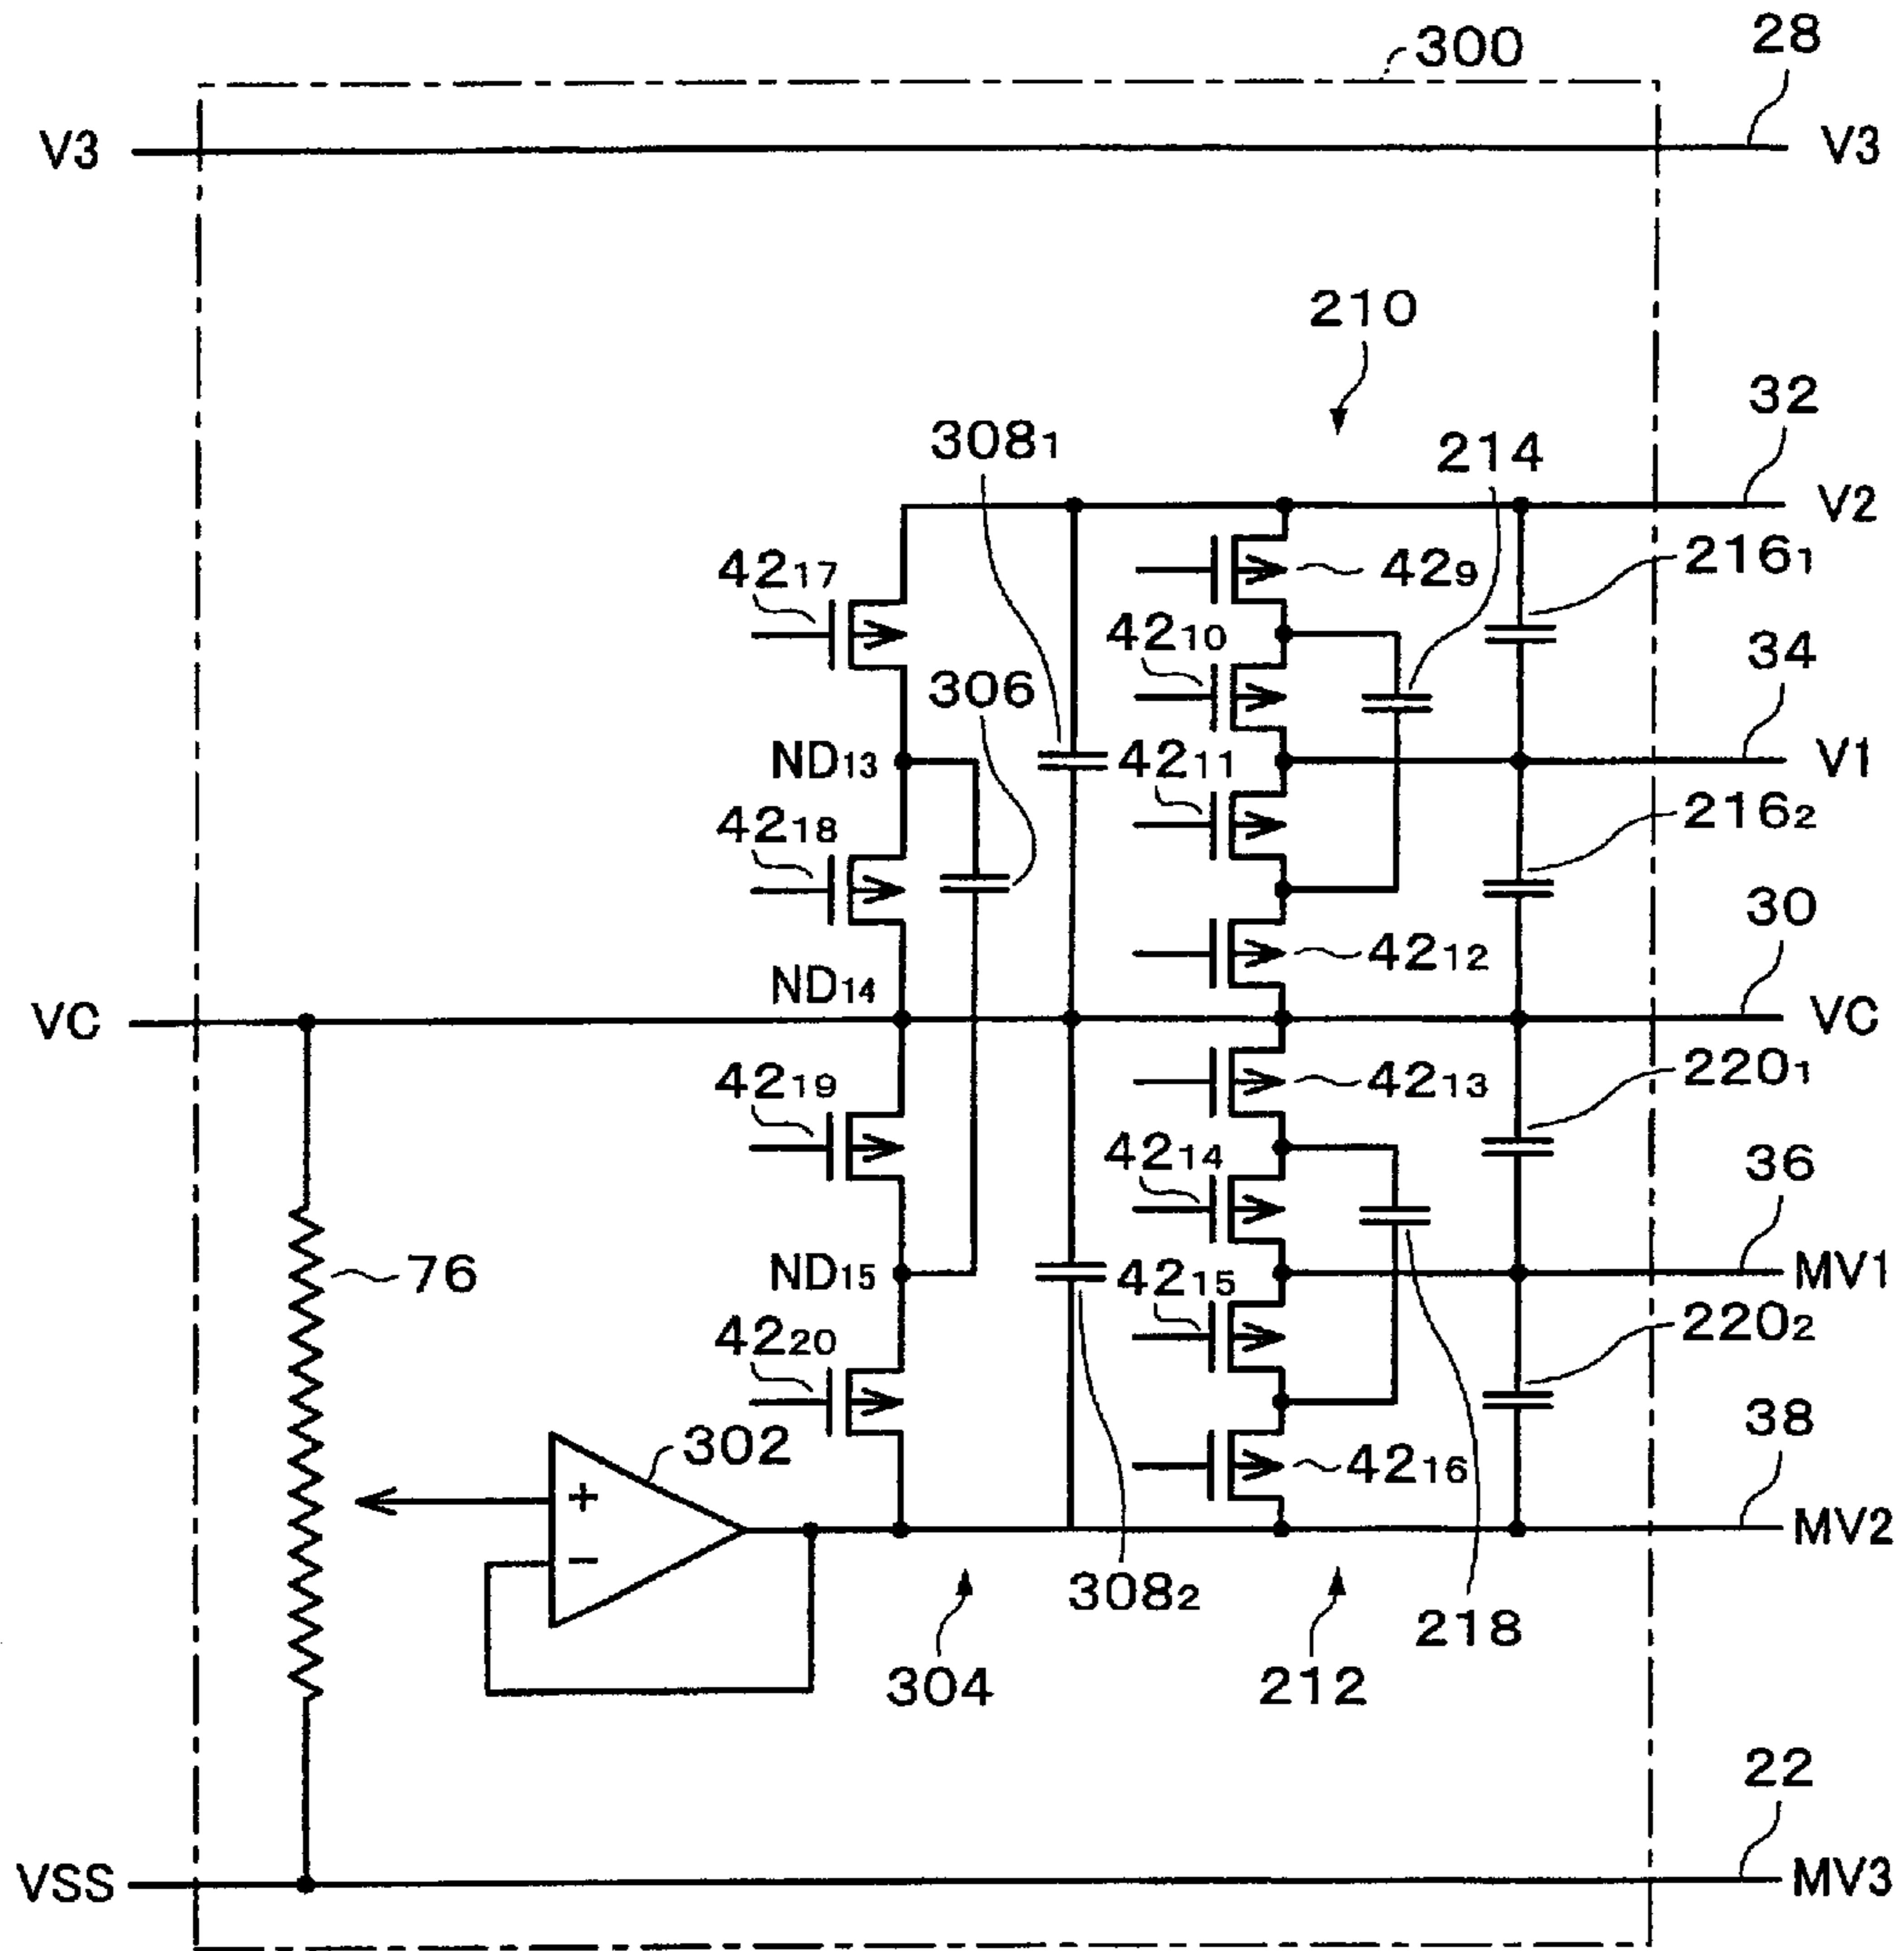 300
28
V3
V3
210
32
308₁
214
V2
42₁₇
42₉
216₁
42₁₀
34
306
ND₁₃
42₁₁
V1
42₁₈
216₂
30
42₁₂
ND₁₄
VC
VC
42₁₉
42₁₃
220₁
42₁₄
36
76
ND₁₅
42₁₅
MV1
42₂₀
220₂
38
302
42₁₆
+
−
MV2
308₂
218
304
212
22
VSS
MV3